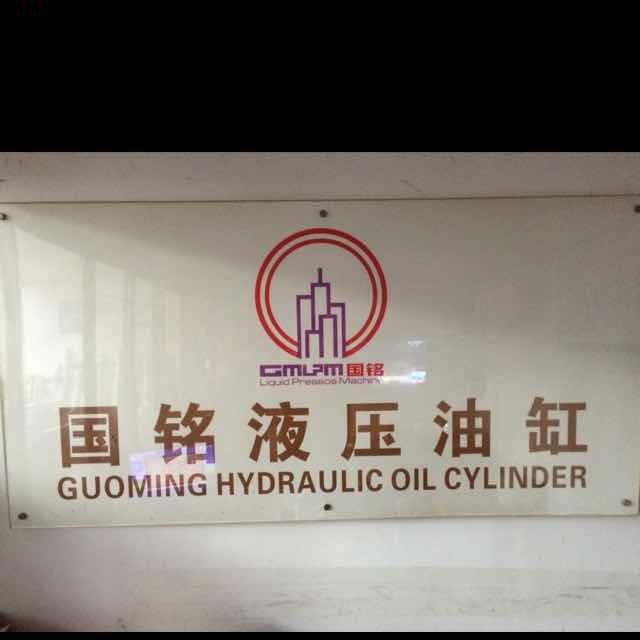 GMLPM国铭
Liquid Pressos Machin
国铭液压油缸
GUOMING HYDRAULIC OIL CYLINDER